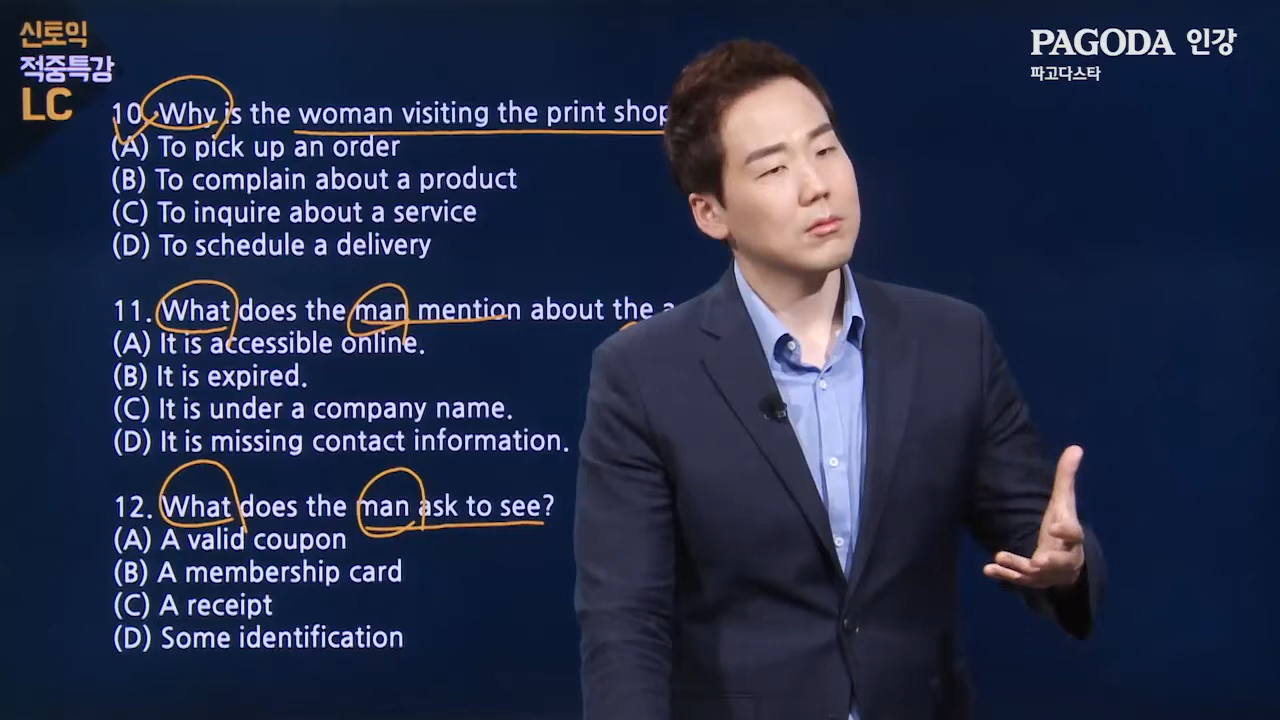 신토익
적중특강
LC
PAGODA 인강
파고다스타
10. Why is the woman visiting the print shop
(A) To pick up an order
(B) To complain about a product
(C) To inquire about a service
(D) To schedule a delivery
11. What does the man mention about the
(A) It is accessible online.
(B) It is expired.
(C) It is under a company name.
(D) It is missing contact information.
12. What does the man ask to see?
(A) A valid coupon
(B) A membership card
(C) A receipt
(D) Some identification